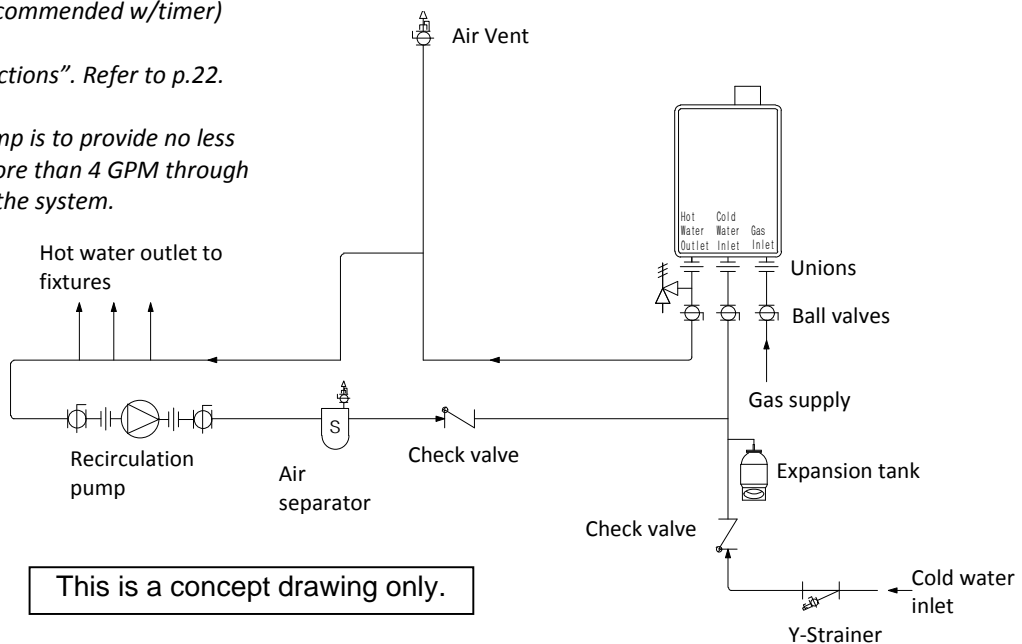 commended w/timer)
ctions". Refer to p.22.
mp is to provide no less
ore than 4 GPM through
the system.
Air Vent
Hot water outlet to
fixtures
Hot Cold
Water Water Gas
Outlet Inlet Inlet
Unions
Ball valves
Gas supply
Recirculation
pump
S
Air
separator
Check valve
Expansion tank
Check valve
This is a concept drawing only.
Cold water
inlet
Y-Strainer